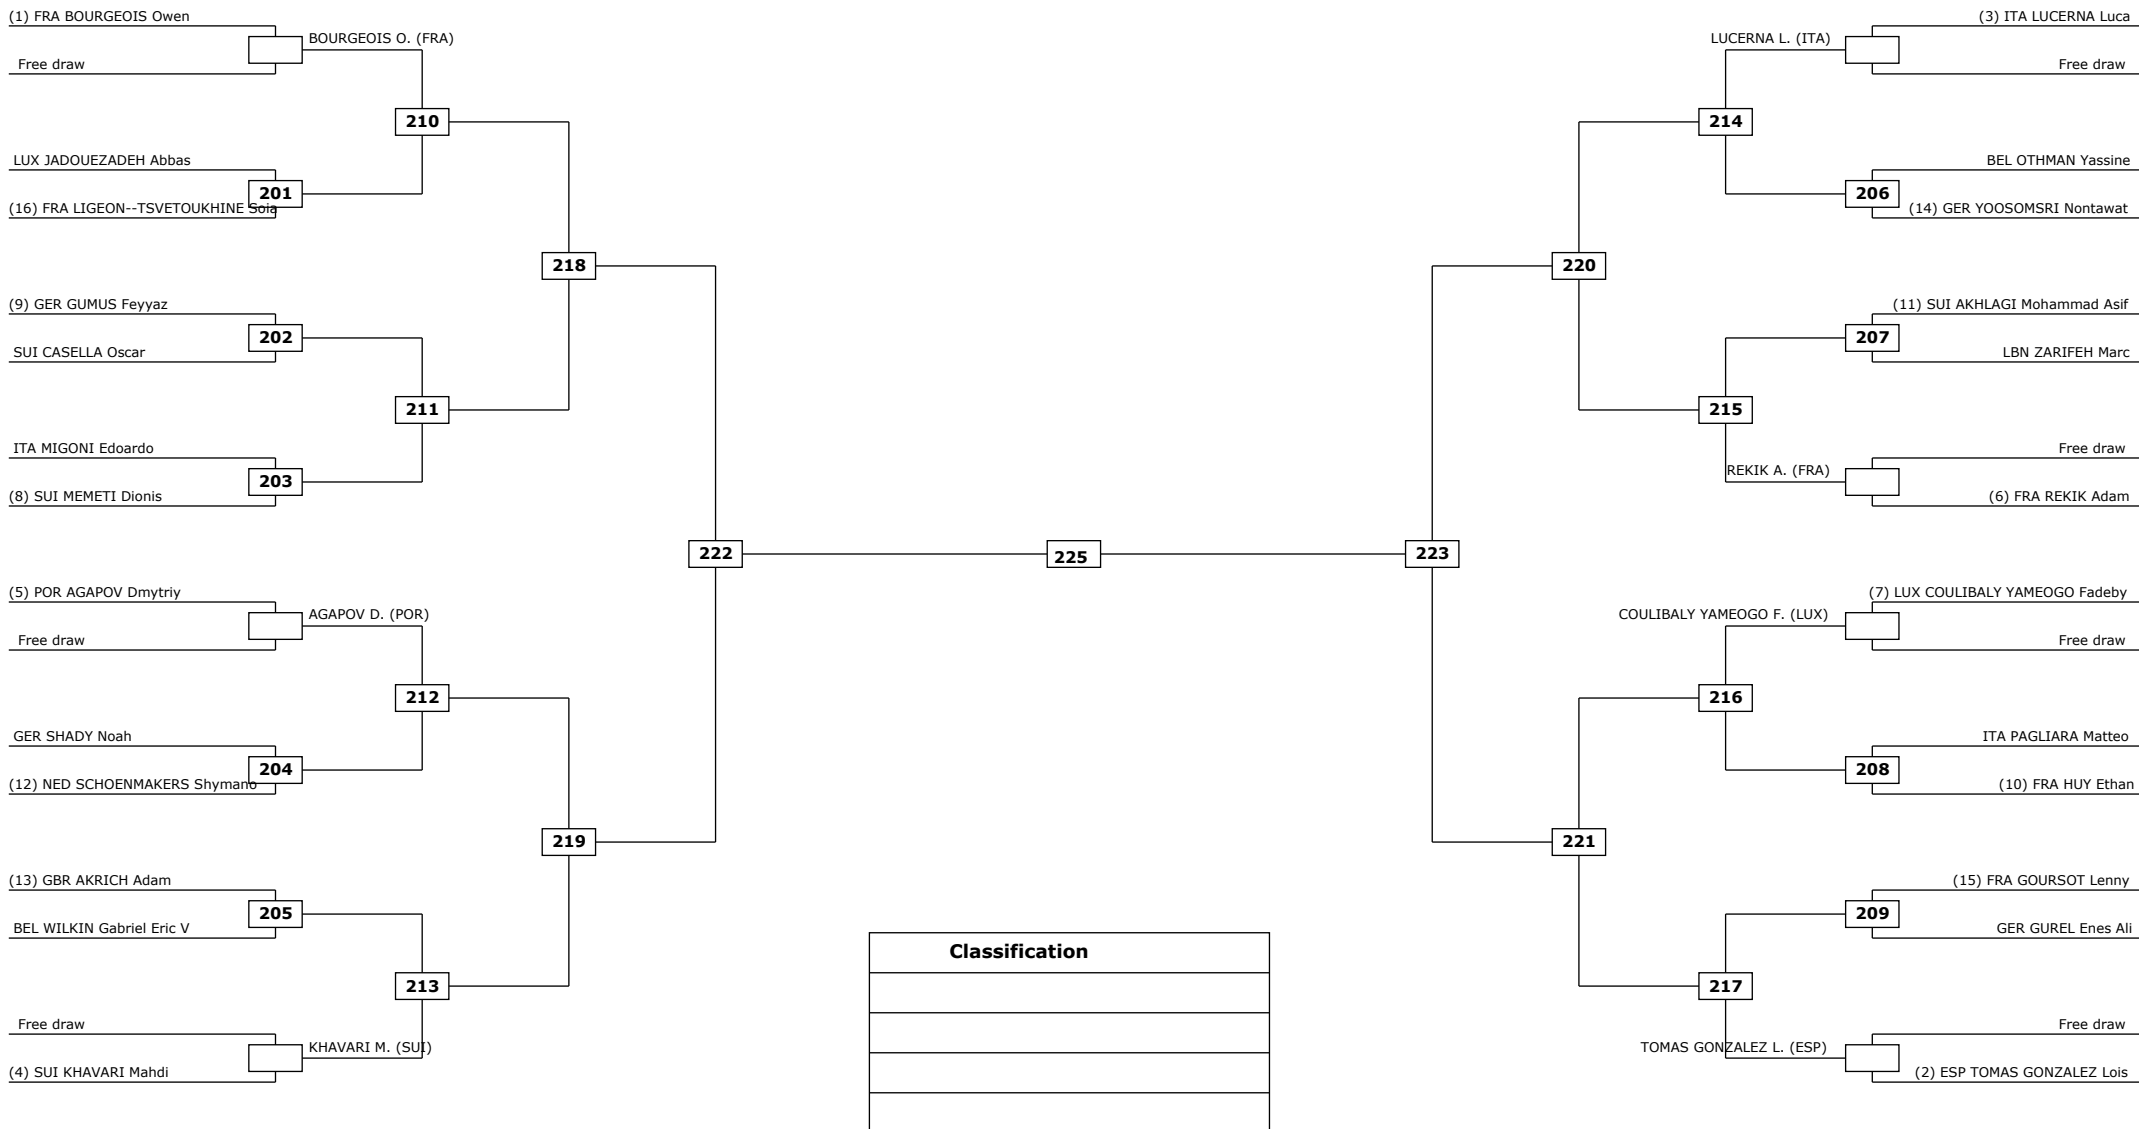 (1) FRA BOURGEOIS Owen
BOURGEOIS O. (FRA)
Free draw
210
LUX JADOUEZADEH Abbas
201
(16) FRA LIGEON--TSVETOUKHINE Soia
218
(9) GER GUMUS Feyyaz
202
SUI CASELLA Oscar
211
ITA MIGONI Edoardo
203
(8) SUI MEMETI Dionis
222
225
223
(5) POR AGAPOV Dmytriy
AGAPOV D. (POR)
Free draw
212
GER SHADY Noah
204
(12) NED SCHOENMAKERS Shymano
219
(13) GBR AKRICH Adam
205
BEL WILKIN Gabriel Eric V
213
Free draw
KHAVARI M. (SUI)
(4) SUI KHAVARI Mahdi
(3) ITA LUCERNA Luca
LUCERNA L. (ITA)
Free draw
214
BEL OTHMAN Yassine
206
(14) GER YOOSOMSRI Nontawat
220
(11) SUI AKHLAGI Mohammad Asif
207
LBN ZARIFEH Marc
215
Free draw
REKIK A. (FRA)
(6) FRA REKIK Adam
(7) LUX COULIBALY YAMEOGO Fadeby
COULIBALY YAMEOGO F. (LUX)
Free draw
216
ITA PAGLIARA Matteo
208
(10) FRA HUY Ethan
221
(15) FRA GOURSOT Lenny
209
GER GUREL Enes Ali
217
Free draw
TOMAS GONZALEZ L. (ESP)
(2) ESP TOMAS GONZALEZ Lois
Classification